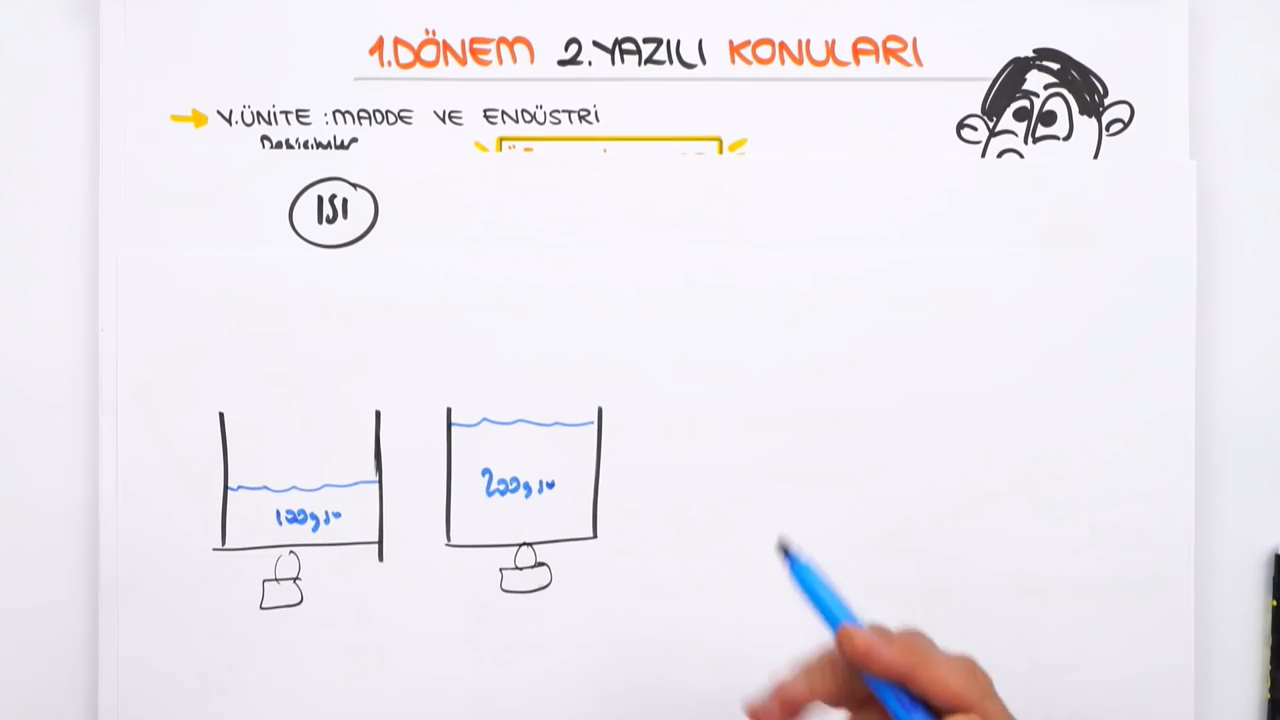 1.DÖNEM 2.YAZILI KONULARI
V.ÜNİTE : MADDE VE ENDÜSTRİ
ISI
100g su
200g su